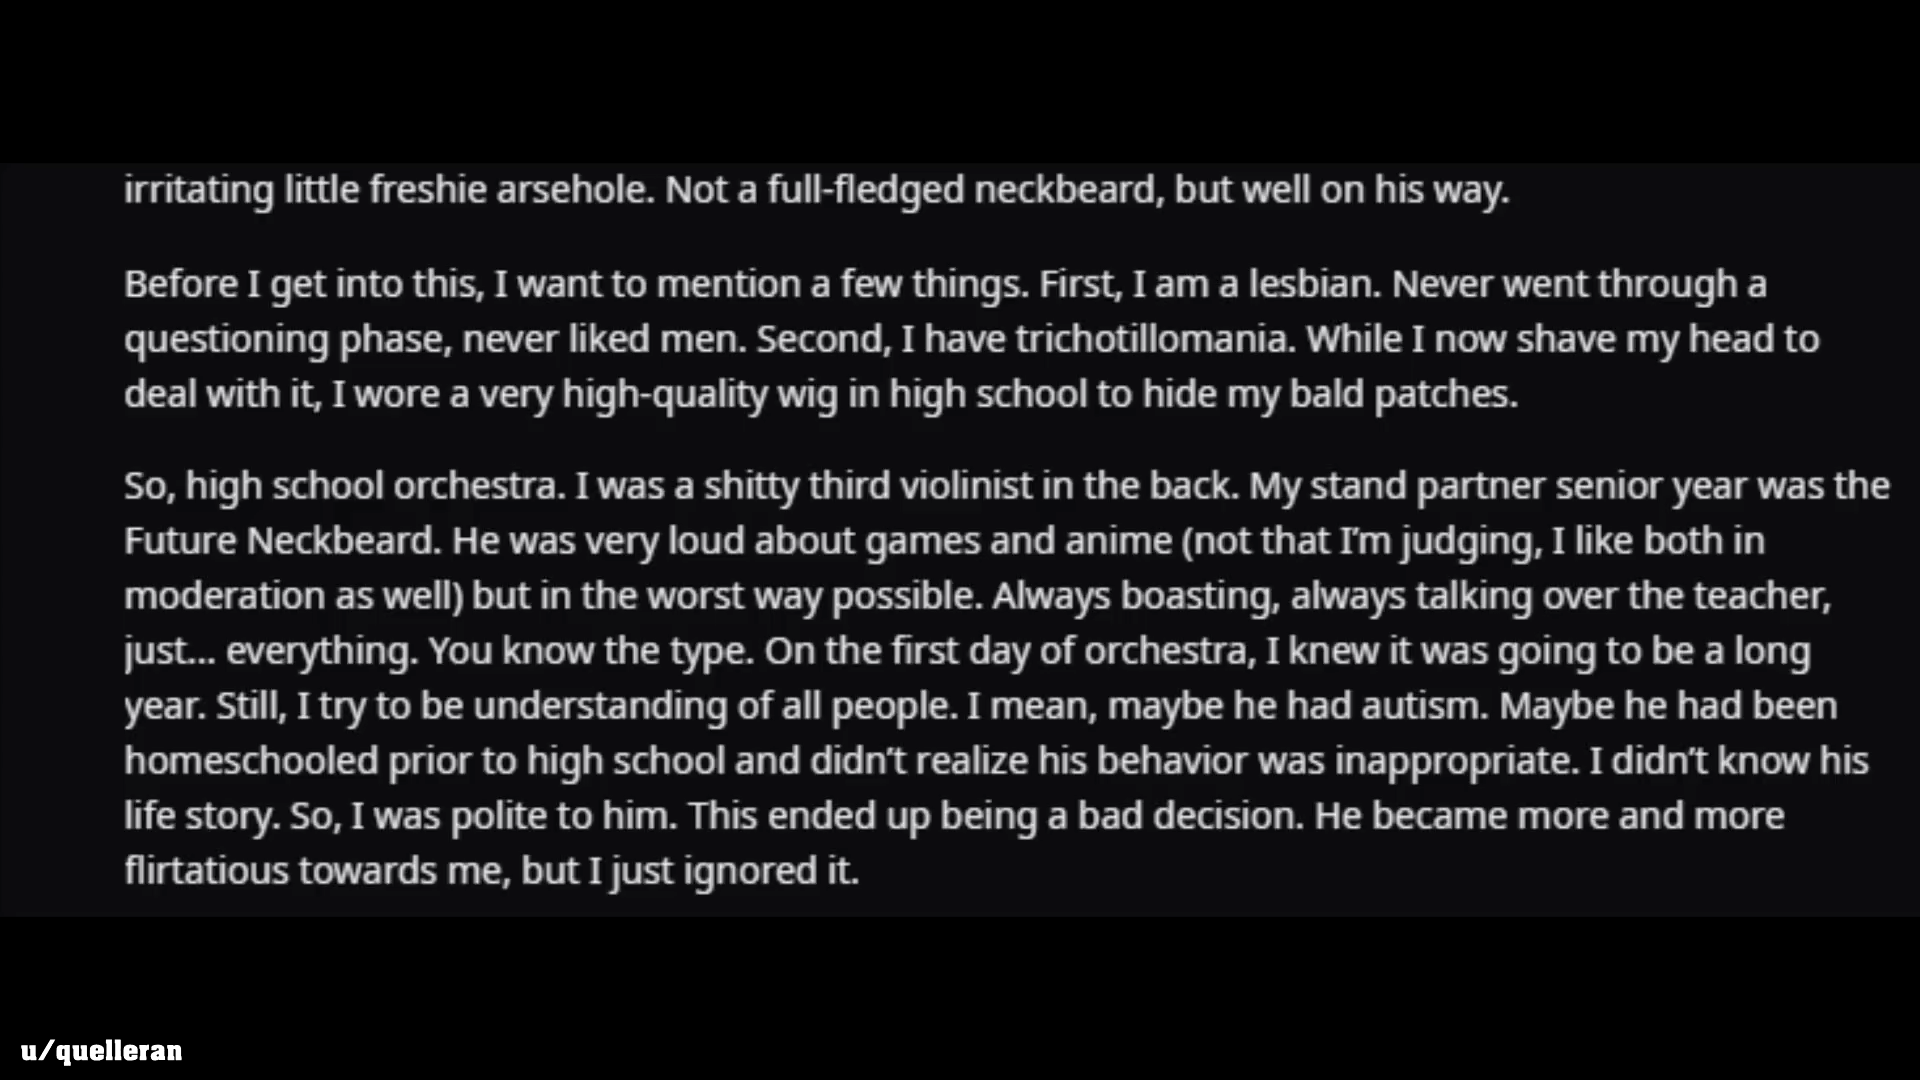 irritating little freshie arsehole. Not a full-fledged neckbeard, but well on his way.
Before I get into this, I want to mention a few things. First, I am a lesbian. Never went through a
questioning phase, never liked men. Second, I have trichotillomania. While I now shave my head to
deal with it, I wore a very high-quality wig in high school to hide my bald patches.
So, high school orchestra. I was a shitty third violinist in the back. My stand partner senior year was the
Future Neckbeard. He was very loud about games and anime (not that I'm judging, I like both in
moderation as well) but in the worst way possible. Always boasting, always talking over the teacher,
just... everything. You know the type. On the first day of orchestra, I knew it was going to be a long
year. Still, I try to be understanding of all people. I mean, maybe he had autism. Maybe he had been
homeschooled prior to high school and didn't realize his behavior was inappropriate. I didn't know his
life story. So, I was polite to him. This ended up being a bad decision. He became more and more
flirtatious towards me, but I just ignored it.
u/quelleran